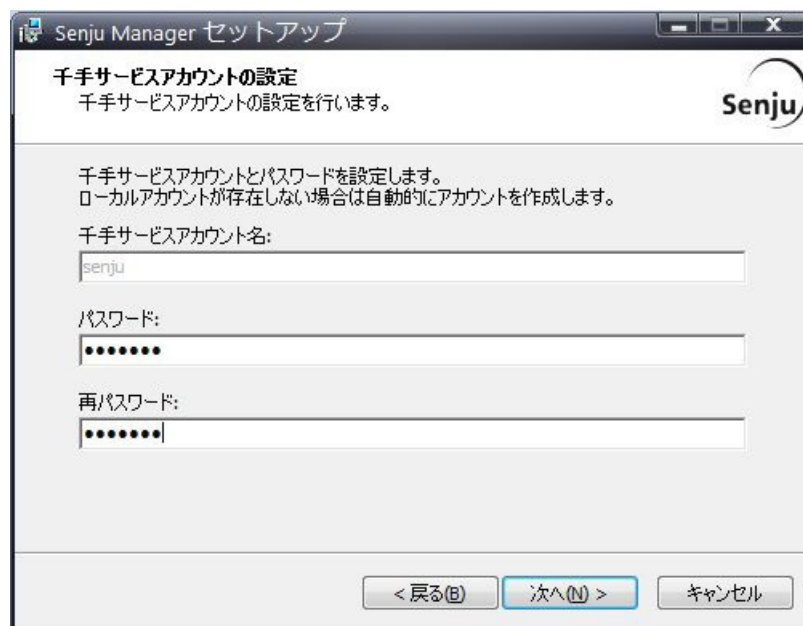 Senju Manager セットアップ
千手サービスアカウントの設定
千手サービスアカウントの設定を行います。
Senju
千手サービスアカウントとパスワードを設定します。
ローカルアカウントが存在しない場合は自動的にアカウントを作成します。
千手サービスアカウント名:
senju
パスワード:
•••••••
再パスワード:
•••••••
< 戻る(B)
次へ(N) >
キャンセル